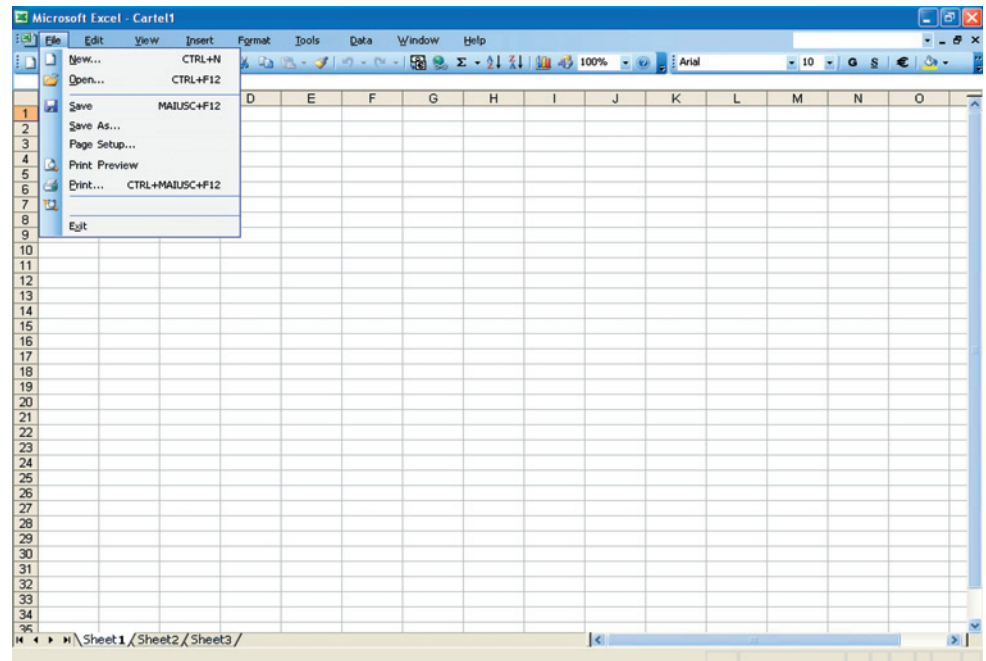 Microsoft Excel - Cartel1
File Edit View Insert Format Tools Data Window Help
100% Arial 10 G S €
New... CTRL+N
Open... CTRL+F12
Save MAIUSC+F12
Save As...
Page Setup...
Print Preview
Print... CTRL+MAIUSC+F12
Exit
D E F G H I J K L M N O
1
2
3
4
5
6
7
8
9
10
11
12
13
14
15
16
17
18
19
20
21
22
23
24
25
26
27
28
29
30
31
32
33
34
35
Sheet1 Sheet2 Sheet3